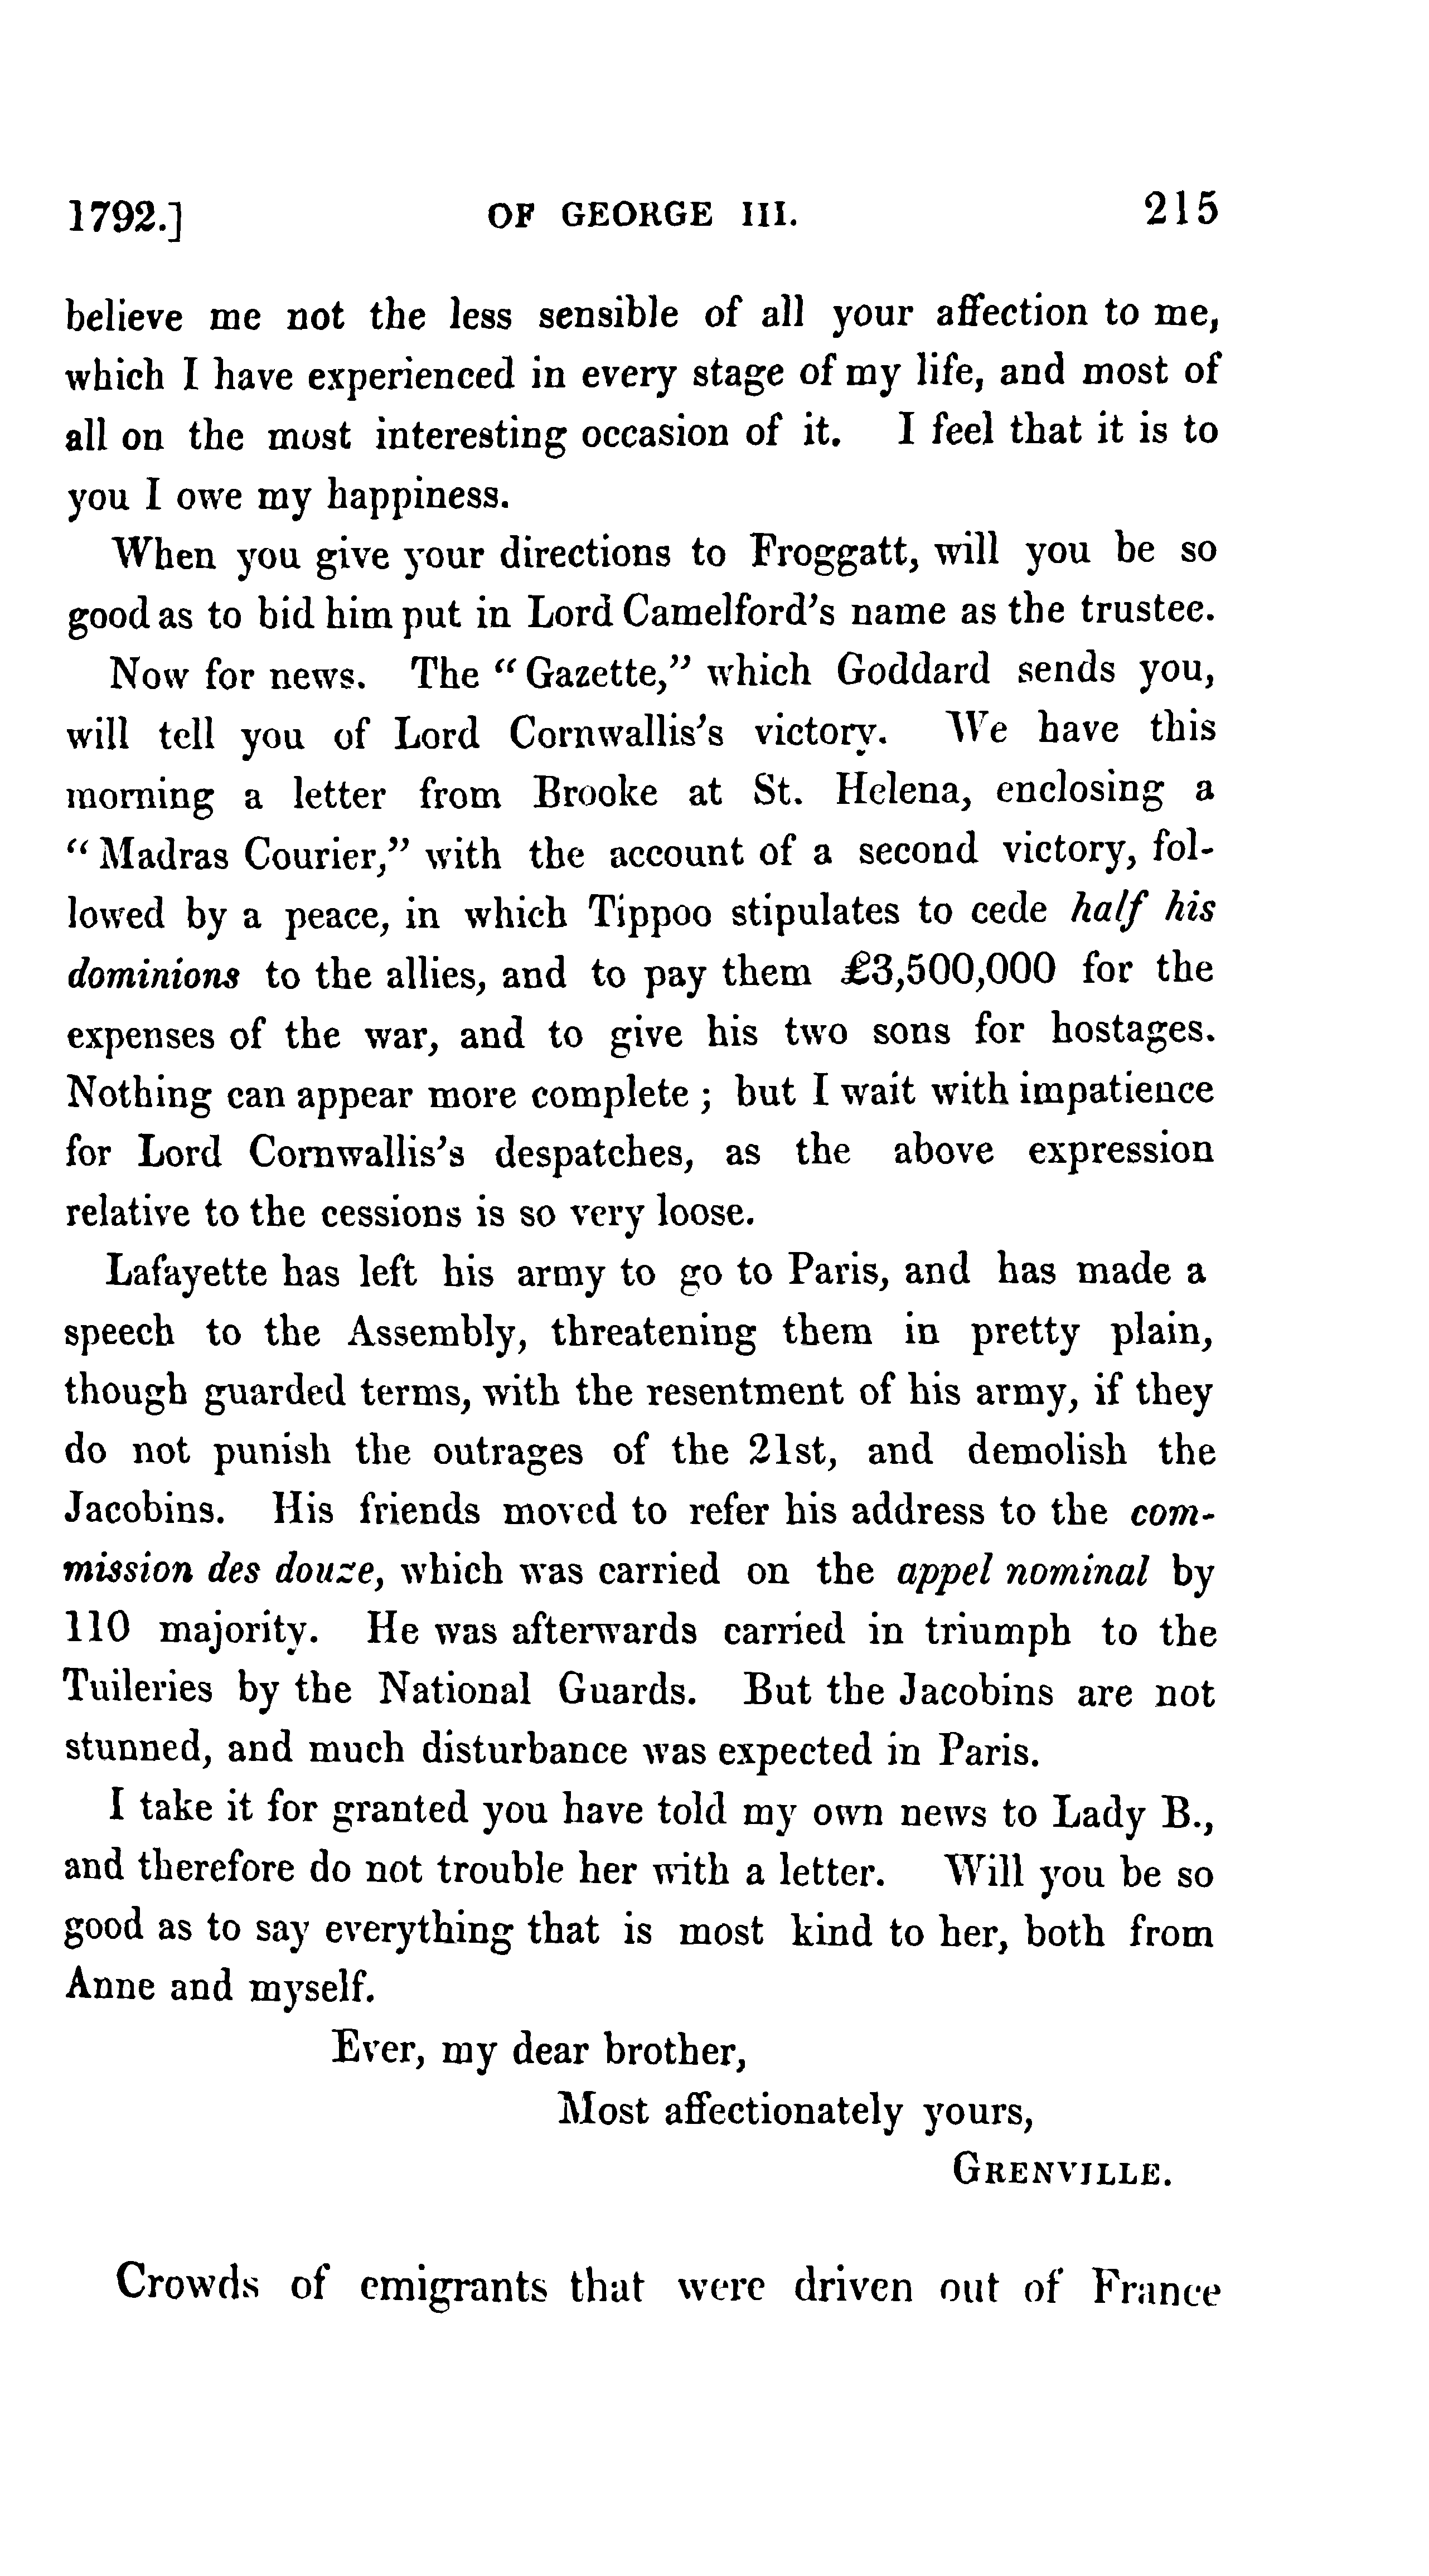 1792.] OF GEORGE III. 215
believe me not the less sensible of all your affection to me,
which I have experienced in every stage of my life, and most of
all on the most interesting occasion of it. I feel that it is to
you I owe my happiness.
When you give your directions to Froggatt, will you be so
good as to bid him put in Lord Camelford's name as the trustee.
Now for news. The “Gazette,” which Goddard sends you,
will tell you of Lord Cornwallis's victory. We have this
morning a letter from Brooke at St. Helena, enclosing a
“Madras Courier,” with the account of a second victory, fol-
lowed by a peace, in which Tippoo stipulates to cede half his
dominions to the allies, and to pay them £3,500,000 for the
expenses of the war, and to give his two sons for hostages.
Nothing can appear more complete; but I wait with impatience
for Lord Cornwallis's despatches, as the above expression
relative to the cessions is so very loose.
Lafayette has left his army to go to Paris, and has made a
speech to the Assembly, threatening them in pretty plain,
though guarded terms, with the resentment of his army, if they
do not punish the outrages of the 21st, and demolish the
Jacobins. His friends moved to refer his address to the com-
mission des douze, which was carried on the appel nominal by
110 majority. He was afterwards carried in triumph to the
Tuileries by the National Guards. But the Jacobins are not
stunned, and much disturbance was expected in Paris.
I take it for granted you have told my own news to Lady B.,
and therefore do not trouble her with a letter. Will you be so
good as to say everything that is most kind to her, both from
Anne and myself.
Ever, my dear brother,
Most affectionately yours,
GRENVILLE.
Crowds of emigrants that were driven out of France